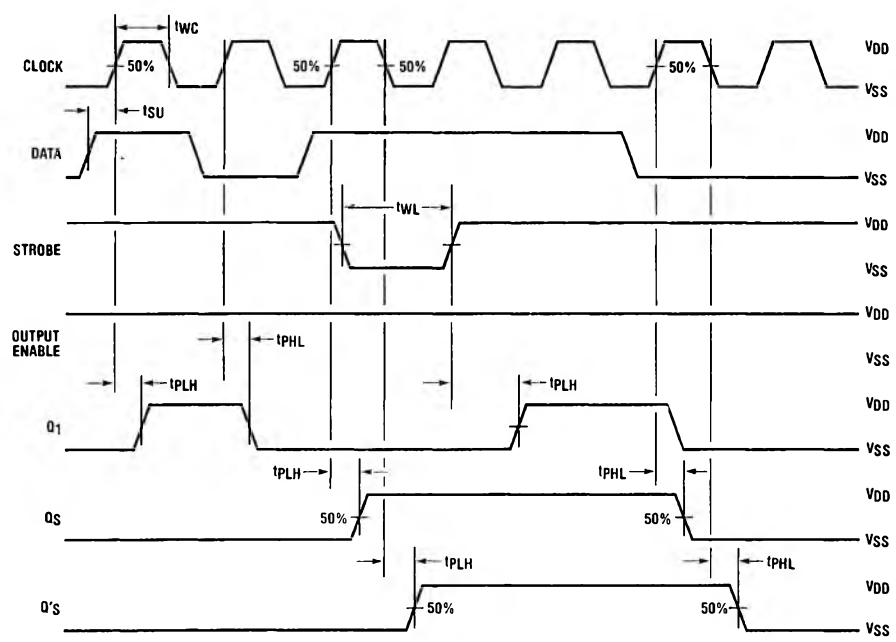 tWC
CLOCK
50%
50%
50%
50%
VDD
VSS
tSU
DATA
VDD
VSS
tWL
STROBE
VDD
VSS
VDD
OUTPUT
ENABLE
tPHL
VSS
tPLH
tPLH
Q1
VDD
VSS
tPLH
tPHL
QS
50%
50%
VDD
VSS
tPLH
tPHL
Q'S
50%
50%
VDD
VSS